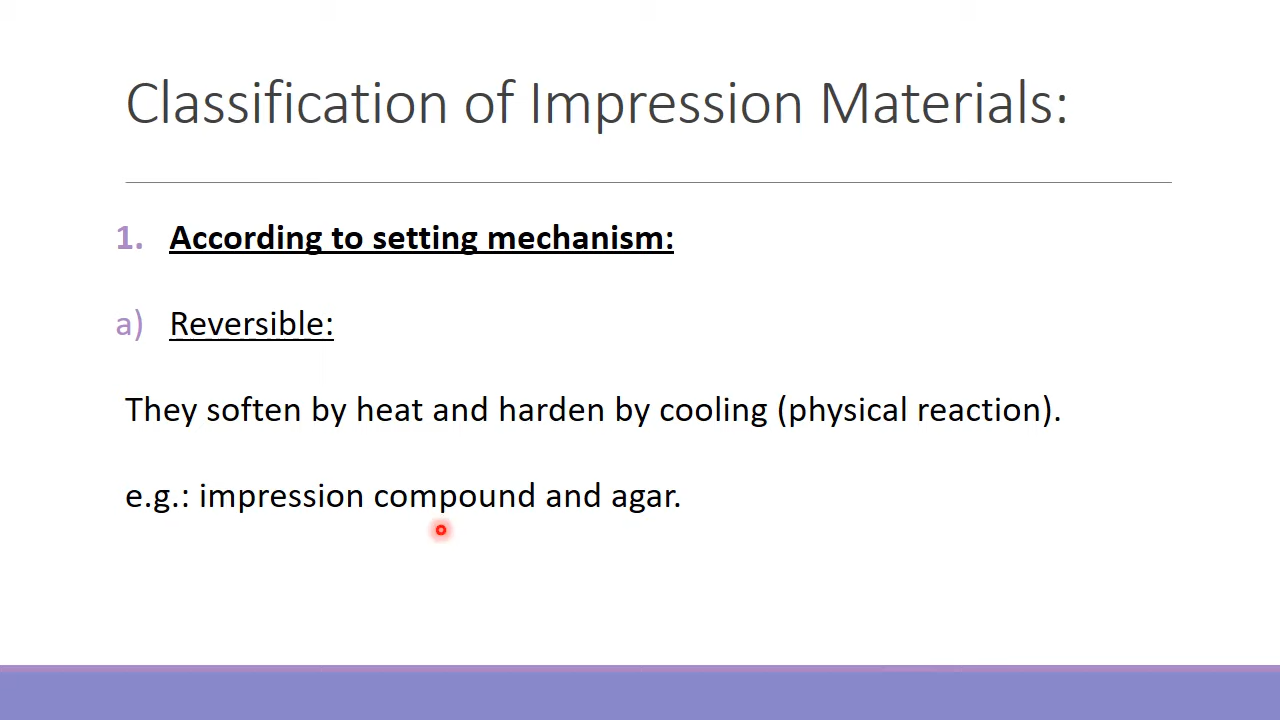 Classification of Impression Materials:
1. According to setting mechanism:
a) Reversible:
They soften by heat and harden by cooling (physical reaction).
e.g.: impression compound and agar.